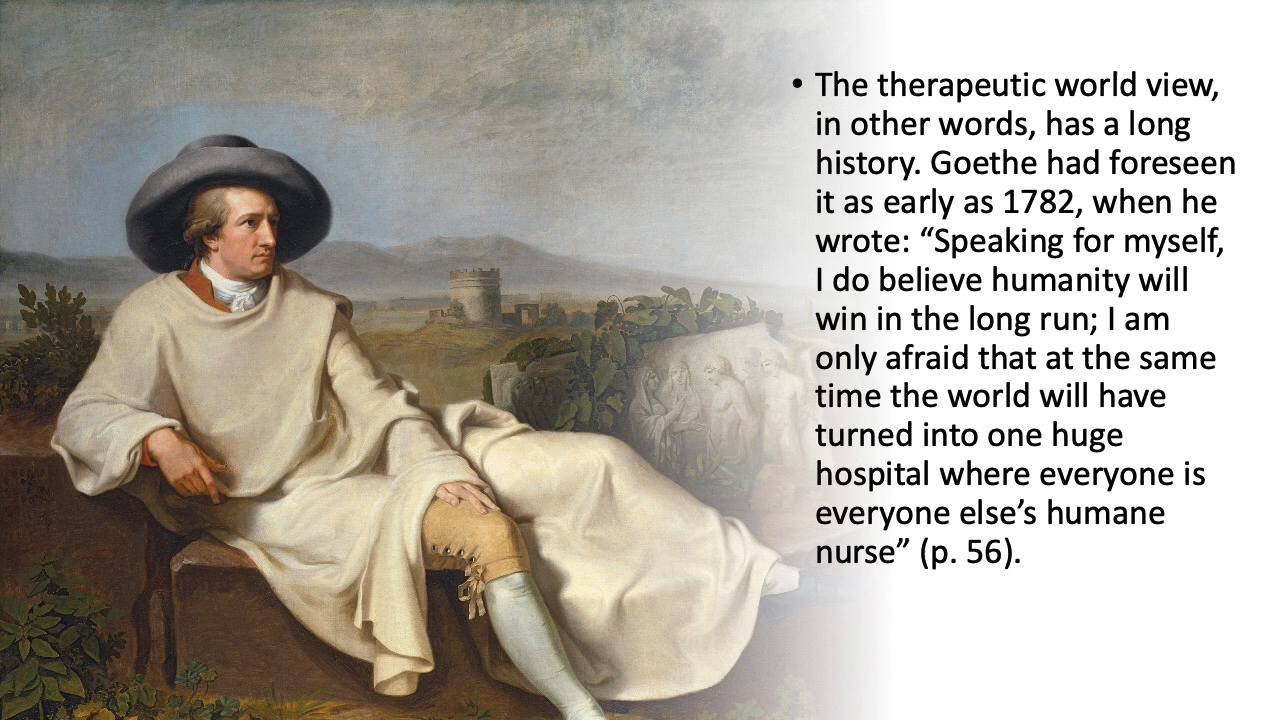 • The therapeutic world view,
in other words, has a long
history. Goethe had foreseen
it as early as 1782, when he
wrote: “Speaking for myself,
I do believe humanity will
win in the long run; I am
only afraid that at the same
time the world will have
turned into one huge
hospital where everyone is
everyone else’s humane
nurse” (p. 56).